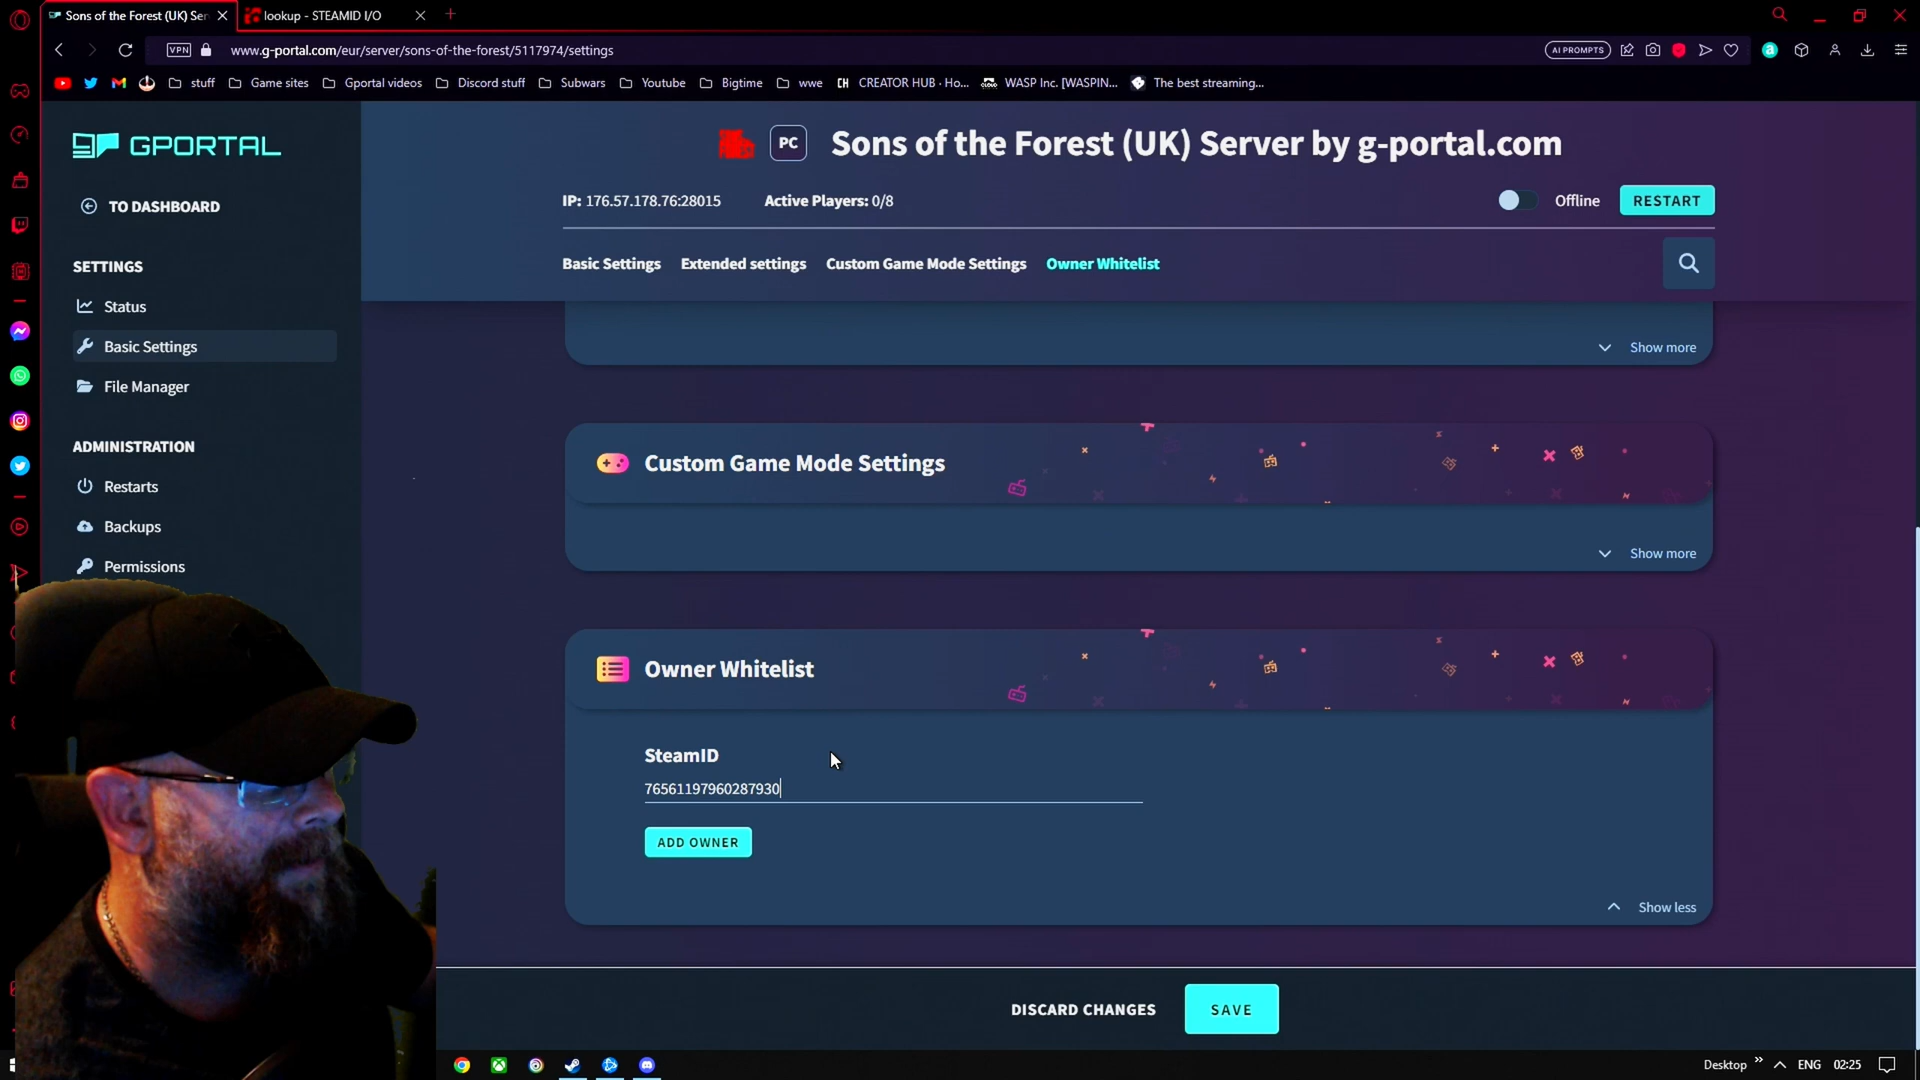 Sons of the Forest (UK) Ser
lookup - STEAMID I/O
VPN
www.g-portal.com/eur/server/sons-of-the-forest/5117974/settings
AI PROMPTS
stuff
Game sites
Gportal videos
Discord stuff
Subwars
Youtube
Bigtime
wwe
CREATOR HUB · Ho...
WASP Inc. [WASPIN...
The best streaming...
GPORTAL
TO DASHBOARD
SETTINGS
Status
Basic Settings
File Manager
ADMINISTRATION
Restarts
Backups
Permissions
PC
Sons of the Forest (UK) Server by g-portal.com
IP: 176.57.178.76:28015
Active Players: 0/8
Offline
RESTART
Basic Settings
Extended settings
Custom Game Mode Settings
Owner Whitelist
Show more
Custom Game Mode Settings
Show more
Owner Whitelist
SteamID
76561197960287930
ADD OWNER
Show less
DISCARD CHANGES
SAVE
Desktop
ENG
02:25